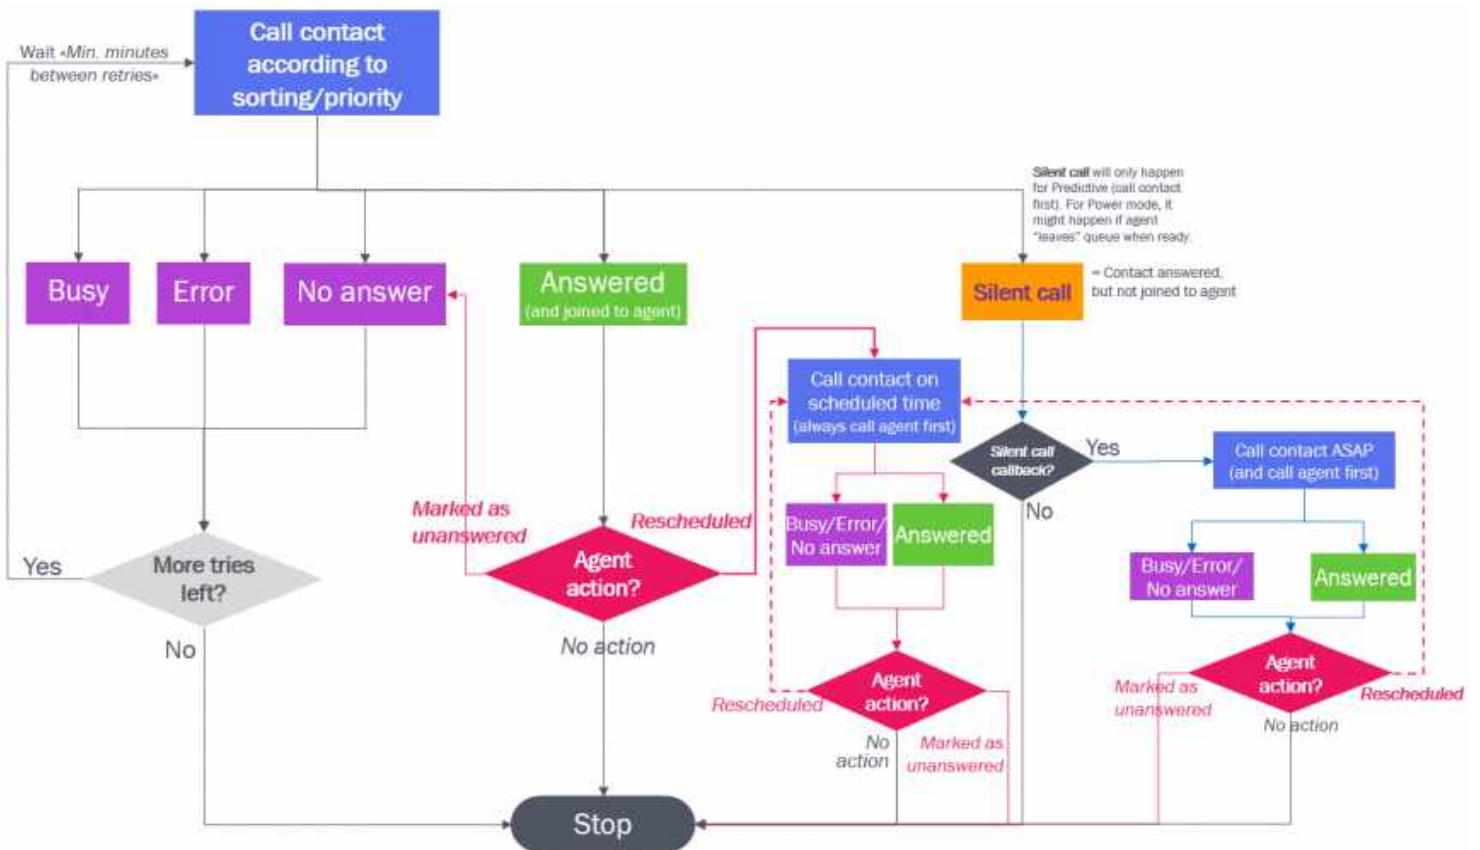 Call contact
according to
sorting/priority
Wait «Min. minutes
between retries»
Silent call will only happen
for Predictive (call contact
first). For Power mode, it
might happen if agent
"leaves" queue when ready.
Busy
Error
No answer
Answered
(and joined to agent)
Silent call
= Contact answered,
but not joined to agent
Call contact on
scheduled time
(always call agent first)
Silent call
callback?
Yes
No
Call contact ASAP
(and call agent first)
Marked as
unanswered
Rescheduled
Busy/Error/
No answer
Answered
Busy/Error/
No answer
Answered
More tries
left?
Yes
No
Agent
action?
No action
Agent
action?
Rescheduled
No
action
Marked as
unanswered
Agent
action?
Marked as
unanswered
Rescheduled
No action
Stop